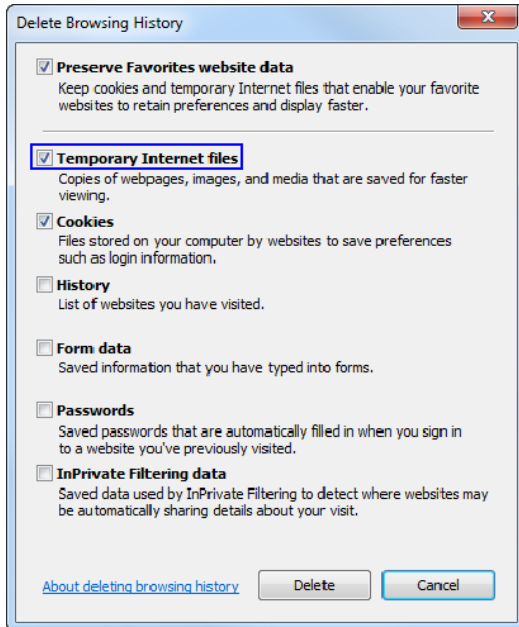 Delete Browsing History
Preserve Favorites website data
Keep cookies and temporary Internet files that enable your favorite
websites to retain preferences and display faster.
Temporary Internet files
Copies of webpages, images, and media that are saved for faster
viewing.
Cookies
Files stored on your computer by websites to save preferences
such as login information.
History
List of websites you have visited.
Form data
Saved information that you have typed into forms.
Passwords
Saved passwords that are automatically filled in when you sign in
to a website you've previously visited.
InPrivate Filtering data
Saved data used by InPrivate Filtering to detect where websites may
be automatically sharing details about your visit.
About deleting browsing history Delete Cancel